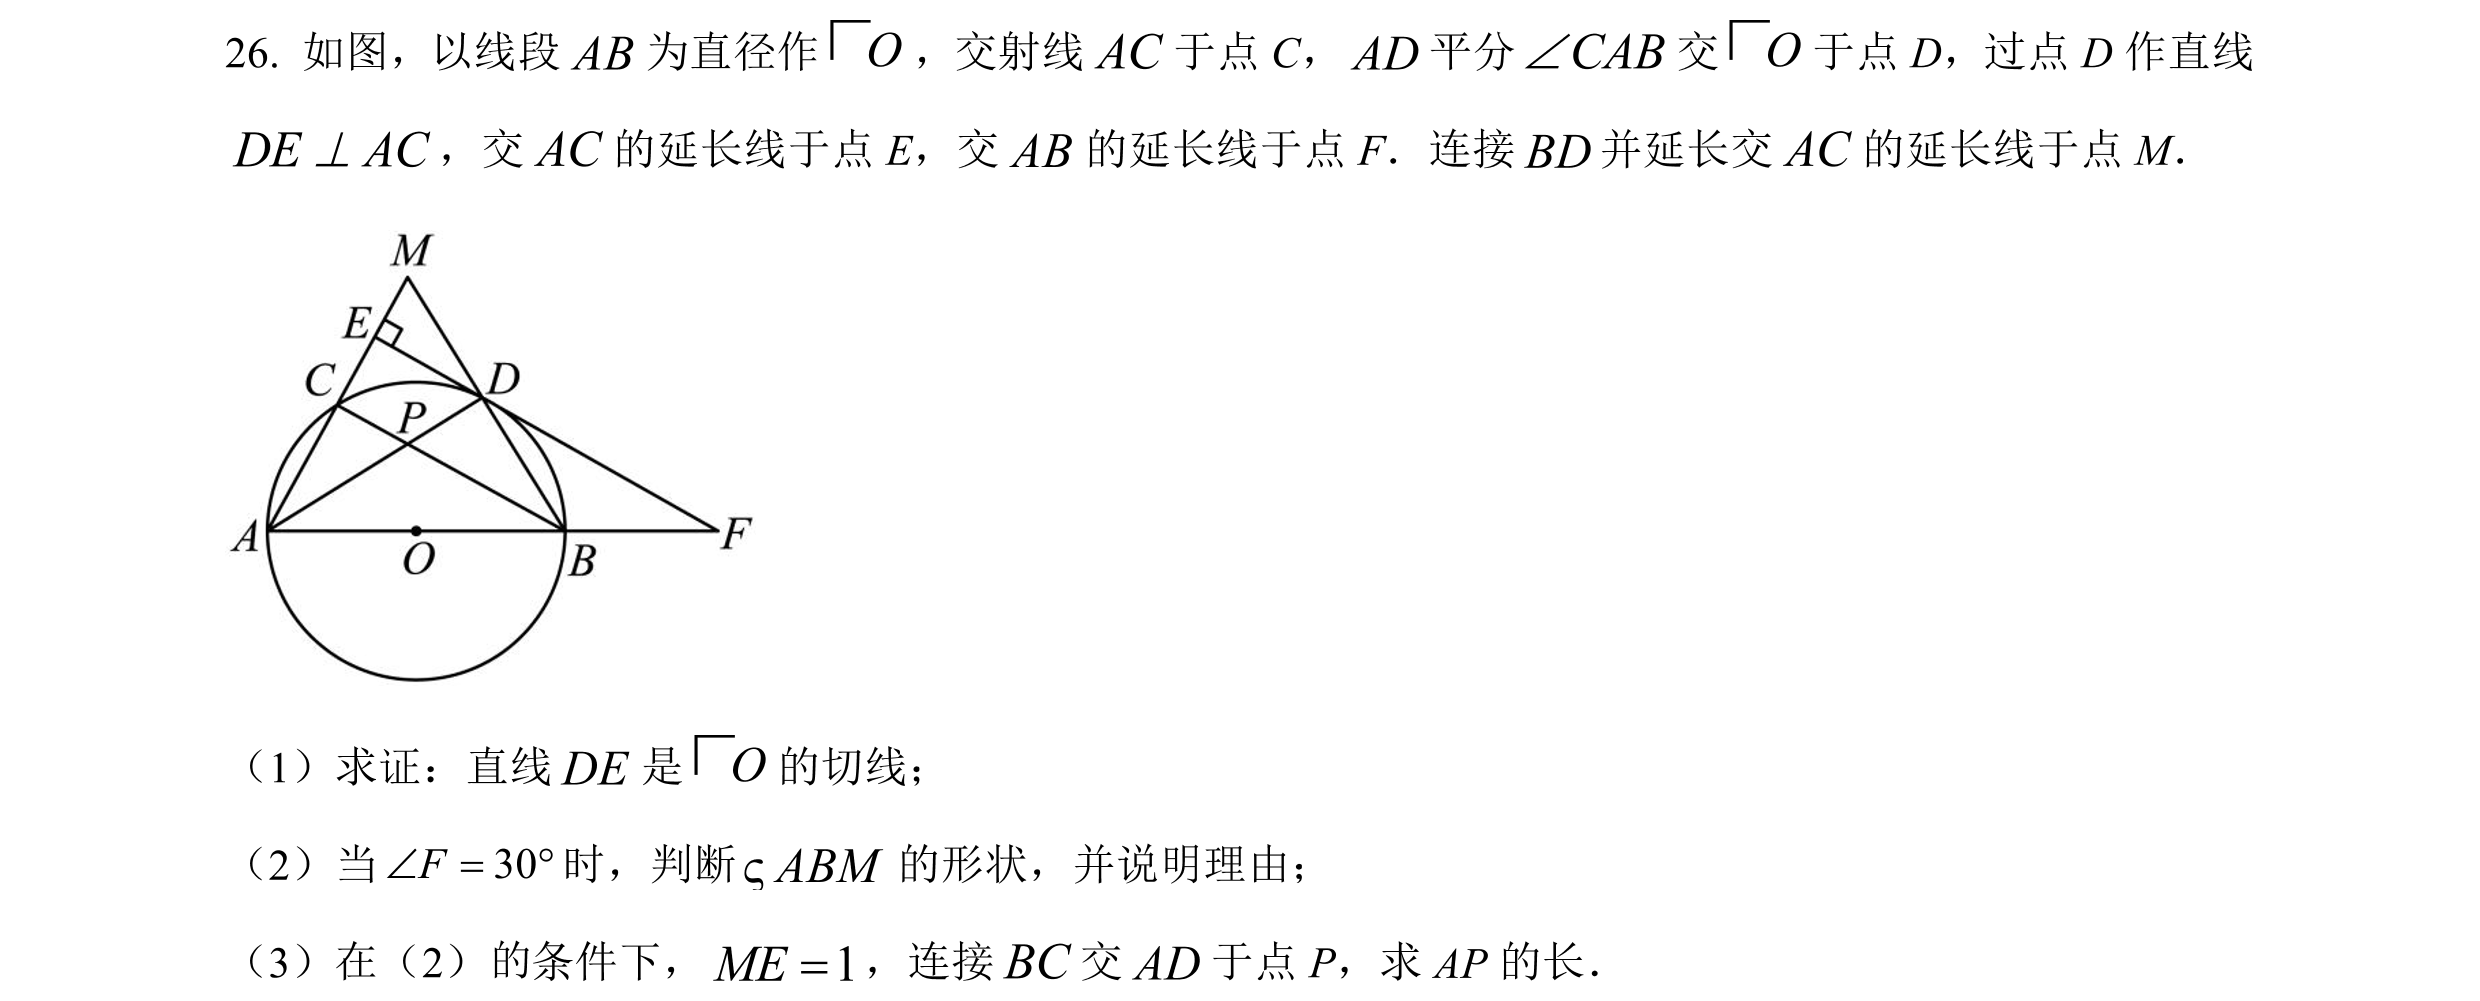 26. 如图，以线段 AB 为直径作⎾O，交射线 AC 于点 C，AD 平分∠CAB 交⎾O 于点 D，过点 D 作直线
DE⊥AC，交 AC 的延长线于点 E，交 AB 的延长线于点 F．连接 BD 并延长交 AC 的延长线于点 M．
M
E
C
D
P
A
O
B
F
（1）求证：直线 DE 是⎾O 的切线；
（2）当∠F=30°时，判断ς ABM 的形状，并说明理由；
（3）在（2）的条件下，ME=1，连接 BC 交 AD 于点 P，求 AP 的长．